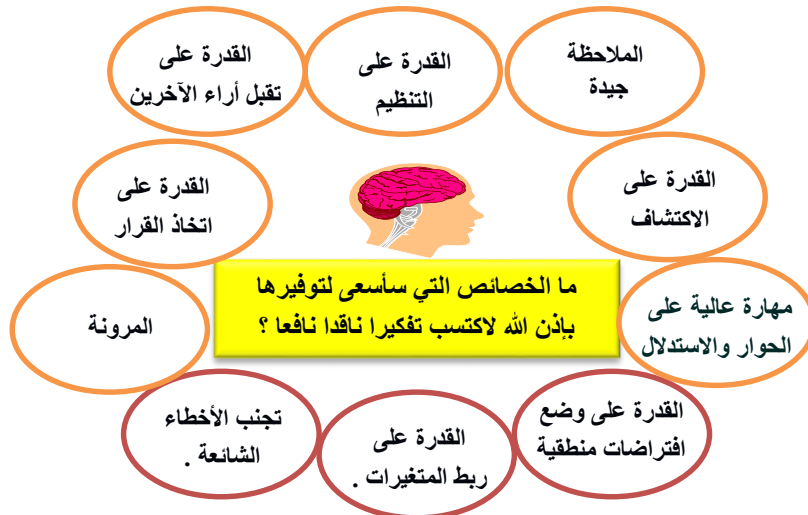 الملاحظة
جيدة
القدرة على
التنظيم
القدرة على
تقبل أراء الآخرين
القدرة على
الاكتشاف
القدرة على
اتخاذ القرار
ما الخصائص التي سأسعى لتوفيرها
بإذن الله لاكتسب تفكيرا ناقدا نافعا ؟
مهارة عالية على
الحوار والاستدلال
المرونة
القدرة على وضع
افتراضات منطقية
القدرة على
ربط المتغيرات .
تجنب الأخطاء
الشائعة .